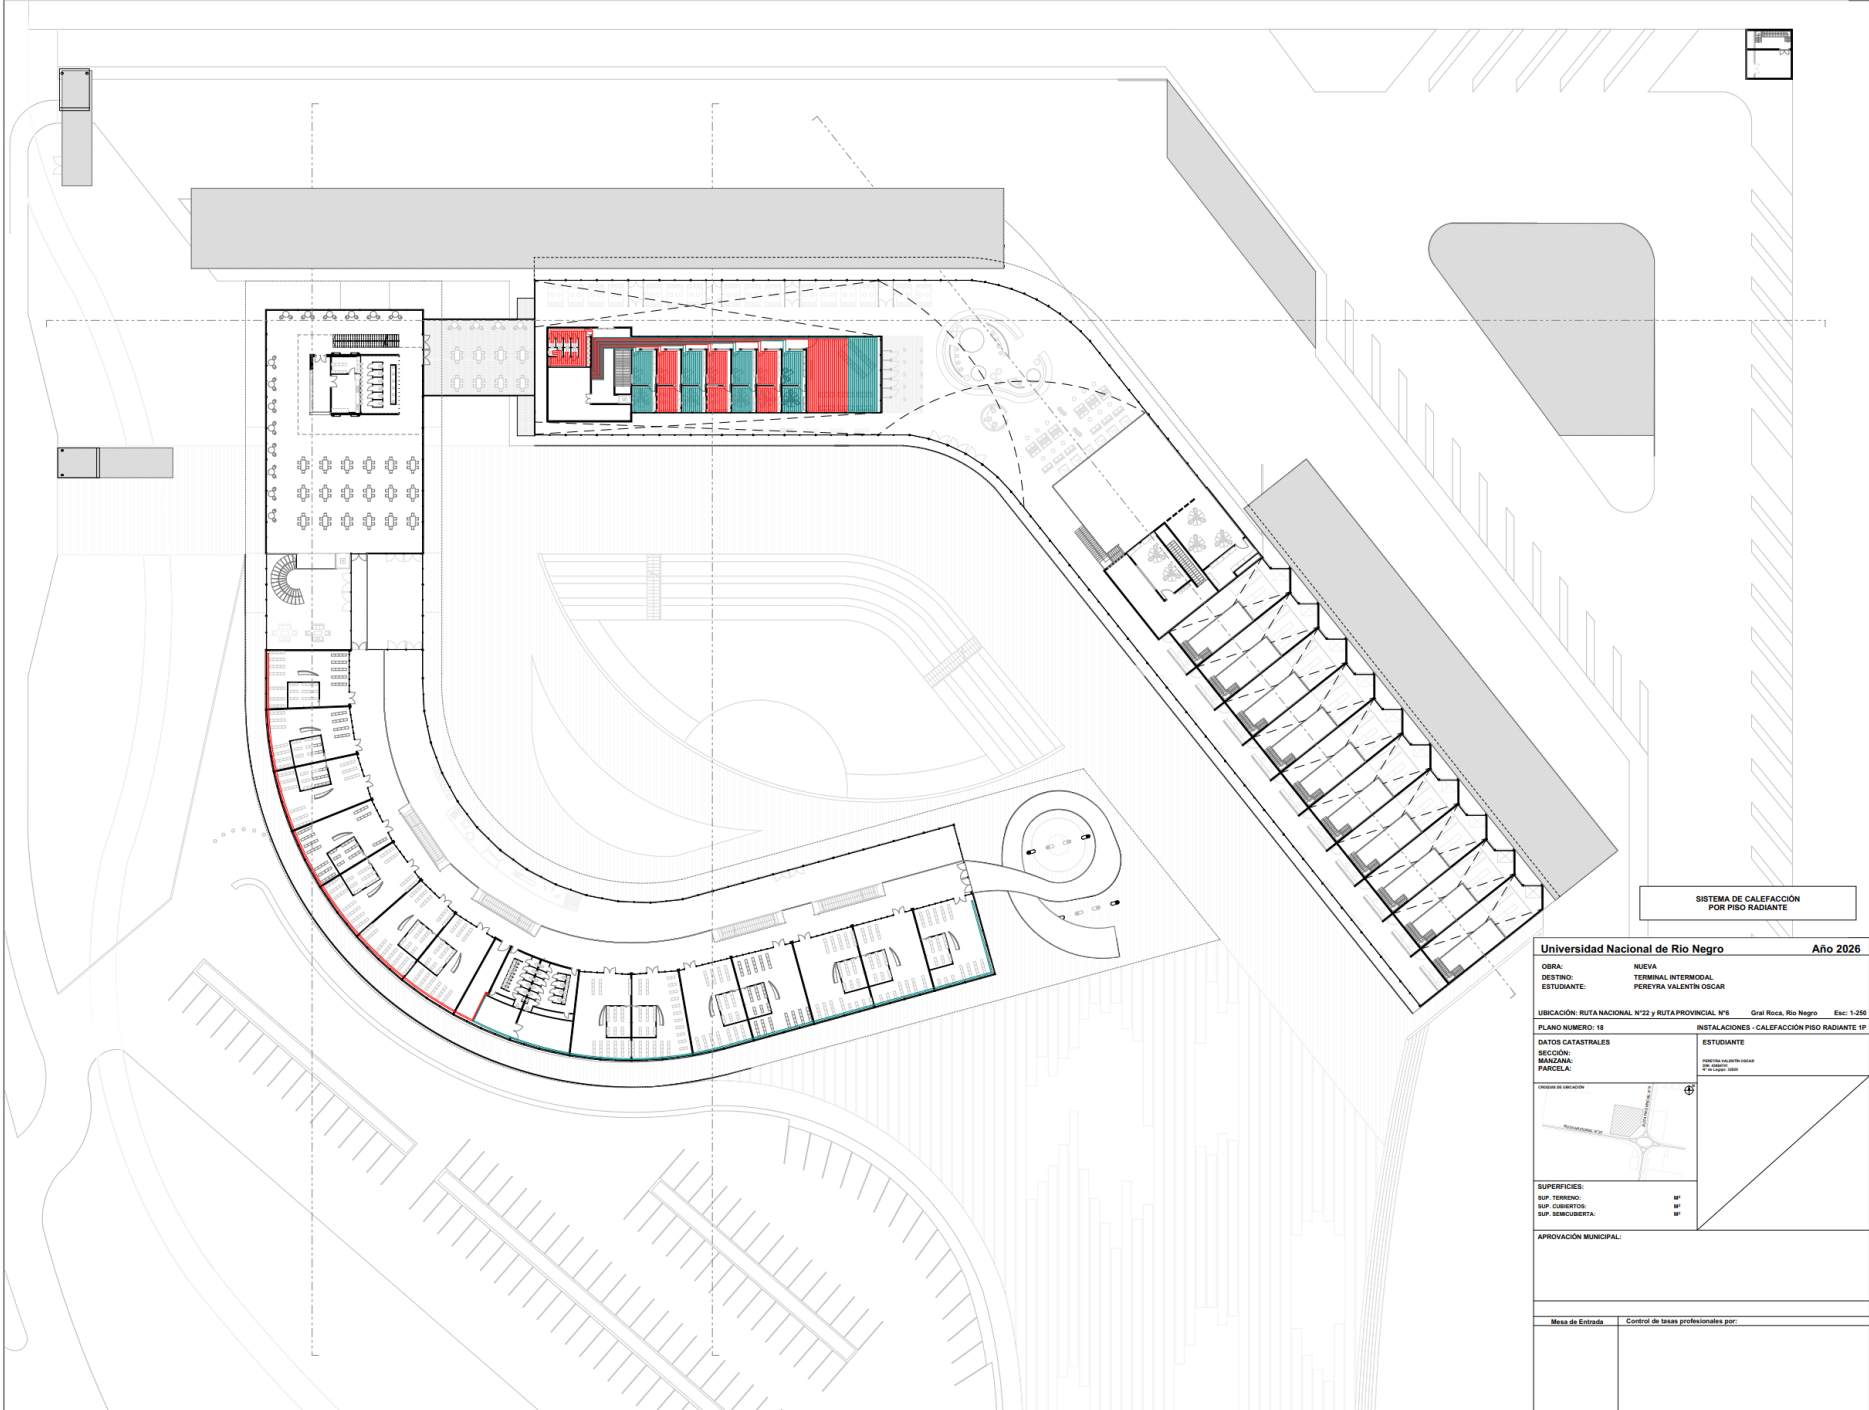 SISTEMA DE CALEFACCIÓN
POR PISO RADIANTE
Universidad Nacional de Rio Negro Año 2026
OBRA: NUEVA
DESTINO: TERMINAL INTERMODAL
ESTUDIANTE: PEREYRA VALENTÍN OSCAR
UBICACIÓN: RUTA NACIONAL N°22 y RUTA PROVINCIAL N°6 Gral Roca, Rio Negro Esc: 1-250
PLANO NUMERO: 18 INSTALACIONES - CALEFACCIÓN PISO RADIANTE 1P
DATOS CATASTRALES ESTUDIANTE
SECCIÓN:
MANZANA:
PARCELA:
PEREYRA VALENTÍN OSCAR
CROQUIS DE UBICACIÓN
SUPERFICIES:
SUP. TERRENO: M²
SUP. CUBIERTOS: M²
SUP. SEMICUBIERTA: M²
APROVACIÓN MUNICIPAL:
Mesa de Entrada Control de tasas profesionales por: